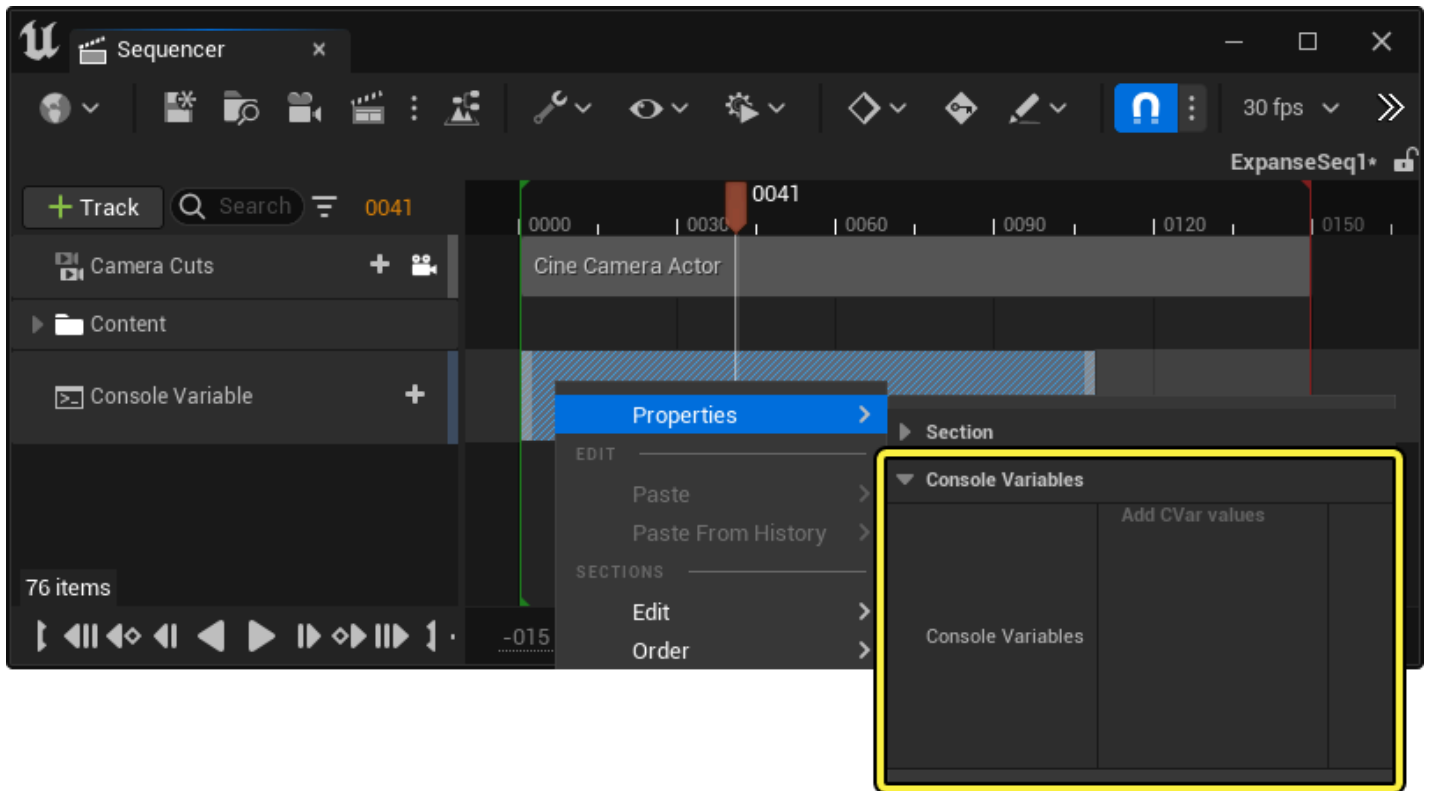 Sequencer
30 fps
ExpanseSeq1*
Track
Search
0041
0041
0000
0030
0060
0090
0120
0150
Camera Cuts
Cine Camera Actor
Content
Console Variable
Properties
Section
EDIT
Console Variables
Paste
Add CVar values
Paste From History
SECTIONS
76 items
Edit
Console Variables
-015
Order